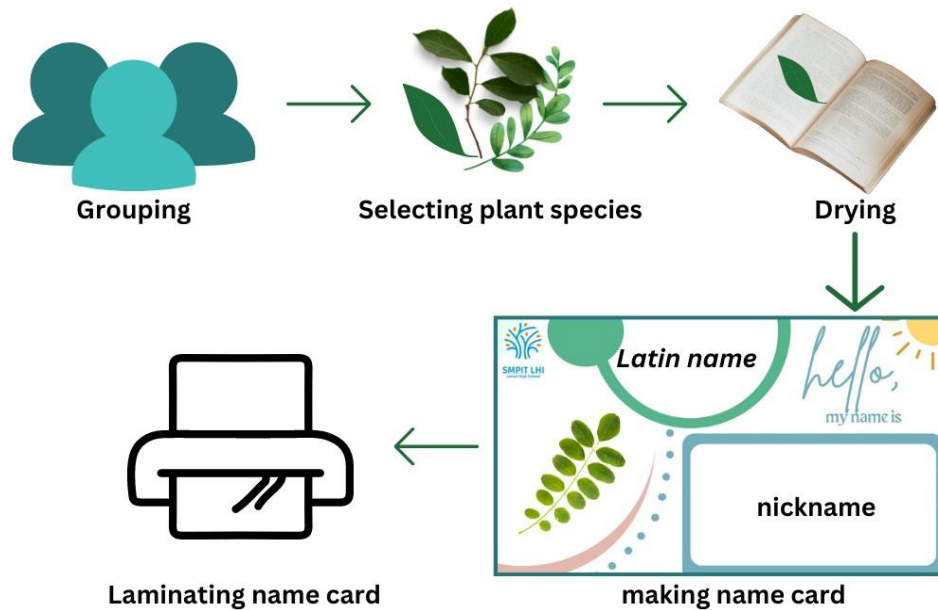 Grouping
Selecting plant species
Drying
SMPIT LHI
Latin name
hello,
my name is
nickname
Laminating name card
making name card